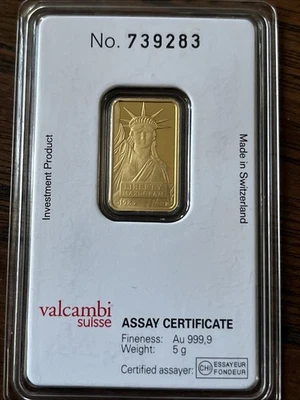 No. 739283
Investment Product
Made in Switzerland
LIBERTY
valcambi
suisse
ASSAY CERTIFICATE
Fineness: Au 999,9
Weight: 5 g
Certified assayer: CHI ESSAYEUR
FONDEUR